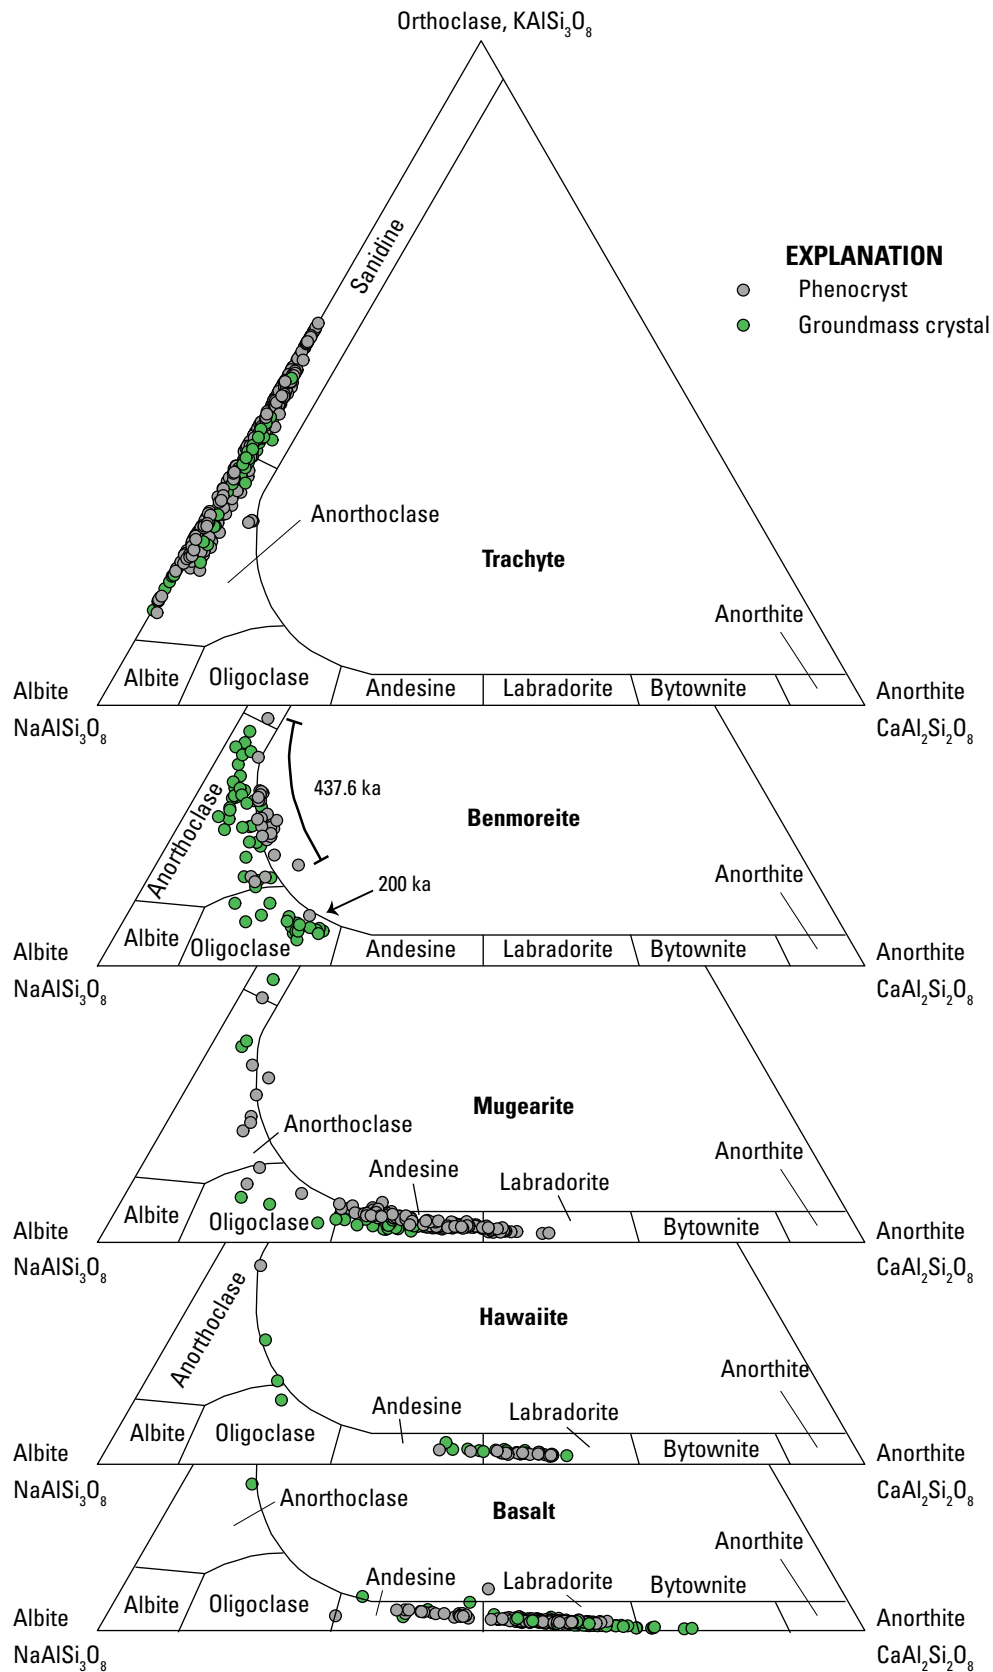 Orthoclase, KAlSi₃O₈
Sanidine
EXPLANATION
Phenocryst
Groundmass crystal
Anorthoclase
Trachyte
Anorthite
Albite
NaAlSi₃O₈
Albite
Oligoclase
Andesine
Labradorite
Bytownite
Anorthite
CaAl₂Si₂O₈
437.6 ka
Anorthoclase
Benmoreite
Anorthite
200 ka
Albite
NaAlSi₃O₈
Albite
Oligoclase
Andesine
Labradorite
Bytownite
Anorthite
CaAl₂Si₂O₈
Mugearite
Anorthoclase
Anorthite
Andesine
Labradorite
Albite
NaAlSi₃O₈
Albite
Oligoclase
Bytownite
Anorthite
CaAl₂Si₂O₈
Anorthoclase
Hawaiite
Anorthite
Andesine
Labradorite
Albite
NaAlSi₃O₈
Albite
Oligoclase
Bytownite
Anorthite
CaAl₂Si₂O₈
Anorthoclase
Basalt
Anorthite
Andesine
Labradorite
Bytownite
Albite
NaAlSi₃O₈
Albite
Oligoclase
Anorthite
CaAl₂Si₂O₈